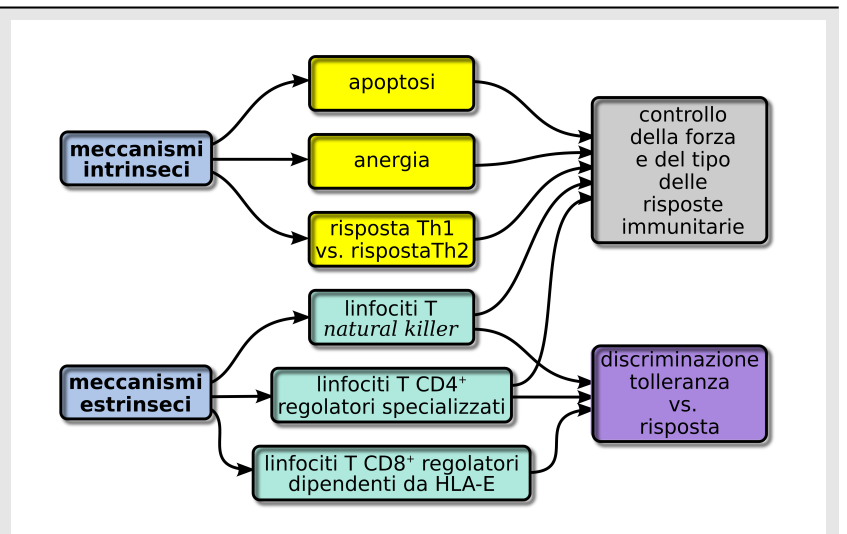 meccanismi
intrinseci
apoptosi
anergia
risposta Th1
vs. rispostaTh2
controllo
della forza
e del tipo
delle
risposte
immunitarie
meccanismi
estrinseci
linfociti T
natural killer
linfociti T CD4⁺
regolatori specializzati
linfociti T CD8⁺ regolatori
dipendenti da HLA-E
discriminazione
tolleranza
vs.
risposta